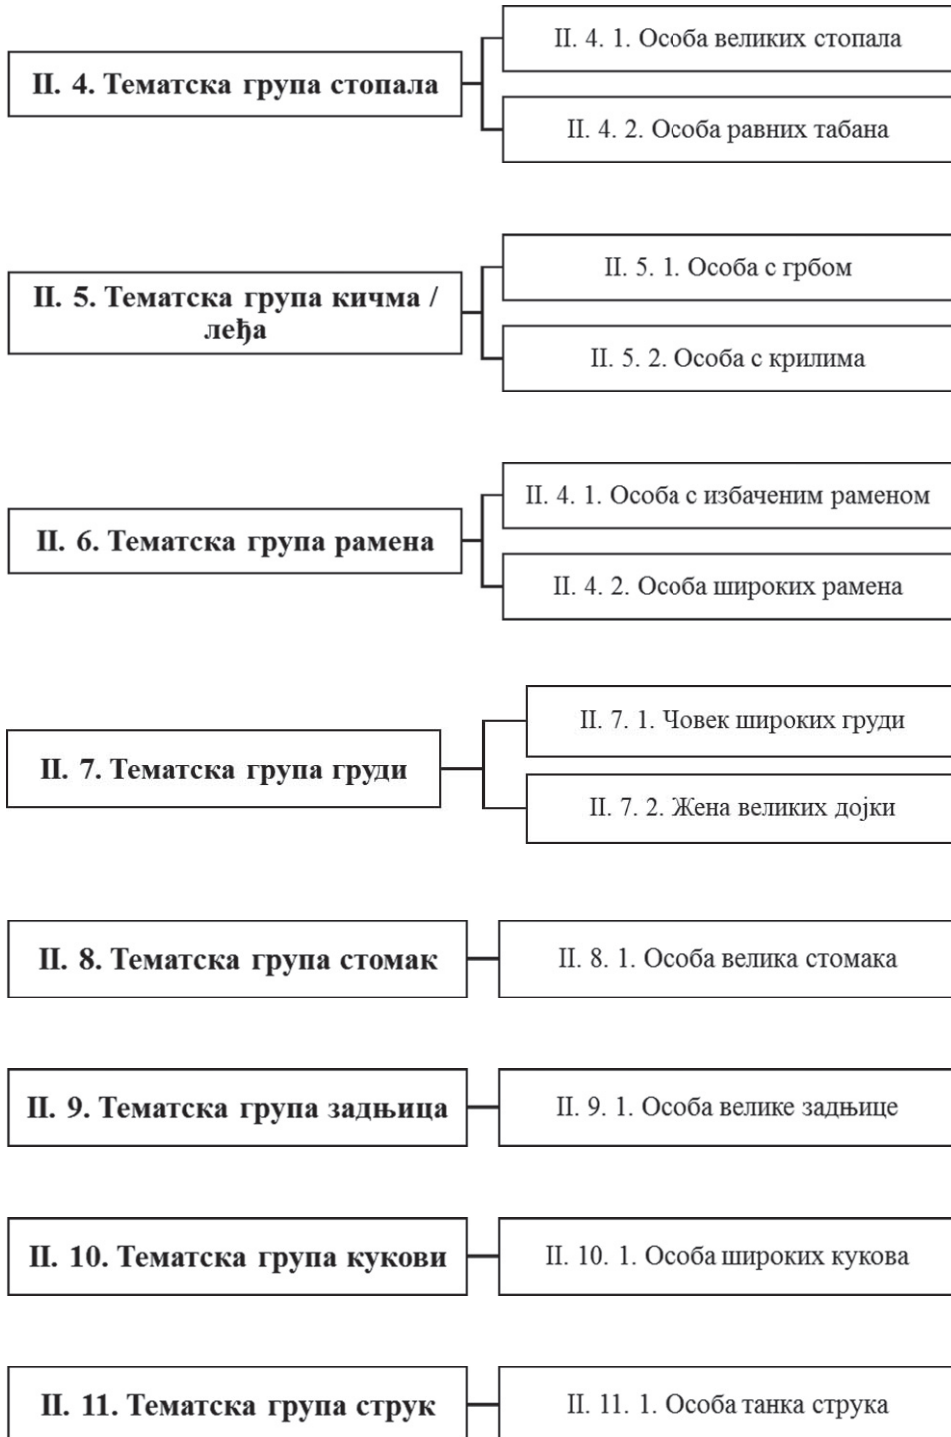 II. 4. Тематска група стопала
II. 4. 1. Особа великих стопала
II. 4. 2. Особа равних табана
II. 5. Тематска група кичма /
леђа
II. 5. 1. Особа с грбом
II. 5. 2. Особа с крилима
II. 6. Тематска група рамена
II. 4. 1. Особа с избаченим раменом
II. 4. 2. Особа широких рамена
II. 7. Тематска група груди
II. 7. 1. Човек широких груди
II. 7. 2. Жена великих дојки
II. 8. Тематска група стомак
II. 8. 1. Особа велика стомака
II. 9. Тематска група задњица
II. 9. 1. Особа велике задњице
II. 10. Тематска група кукови
II. 10. 1. Особа широких кукова
II. 11. Тематска група струк
II. 11. 1. Особа танка струка